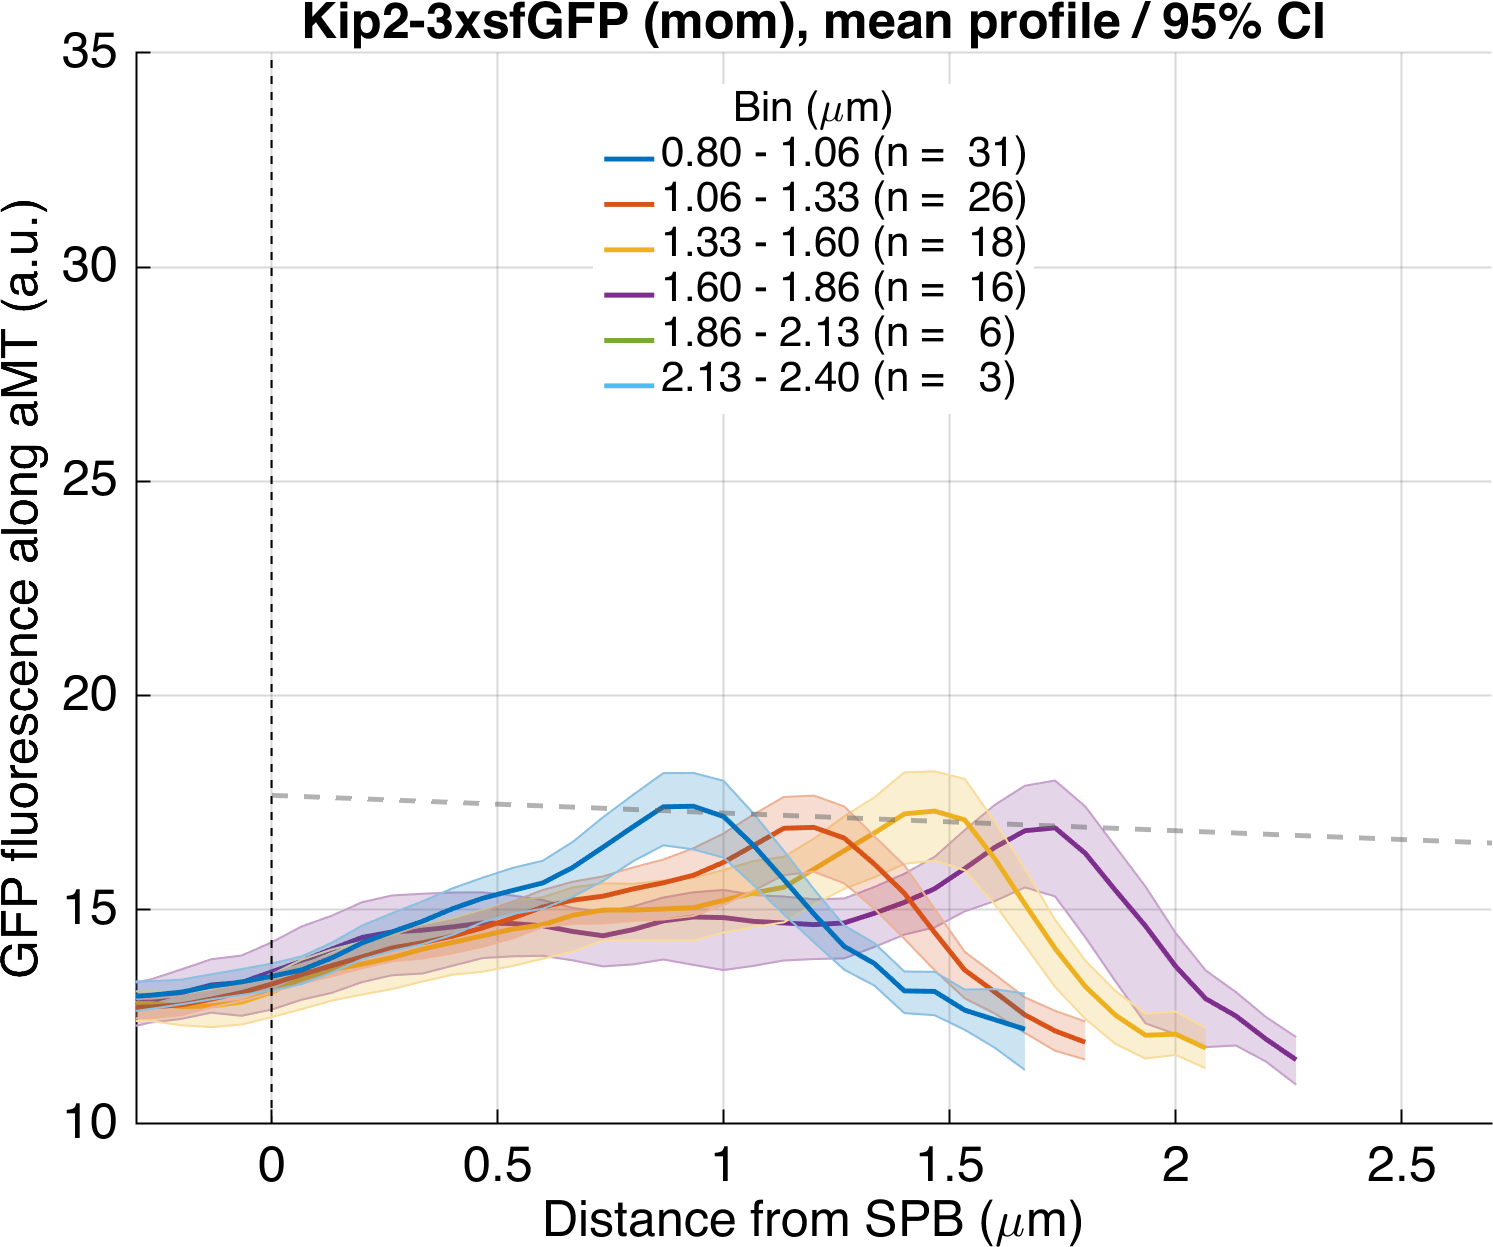 Kip2-3xsfGFP (mom), mean profile / 95% CI
GFP fluorescence along aMT (a.u.)
35
30
25
20
15
10
Bin (μm)
0.80 - 1.06 (n = 31)
1.06 - 1.33 (n = 26)
1.33 - 1.60 (n = 18)
1.60 - 1.86 (n = 16)
1.86 - 2.13 (n = 6)
2.13 - 2.40 (n = 3)
0 0.5 1 1.5 2 2.5
Distance from SPB (μm)